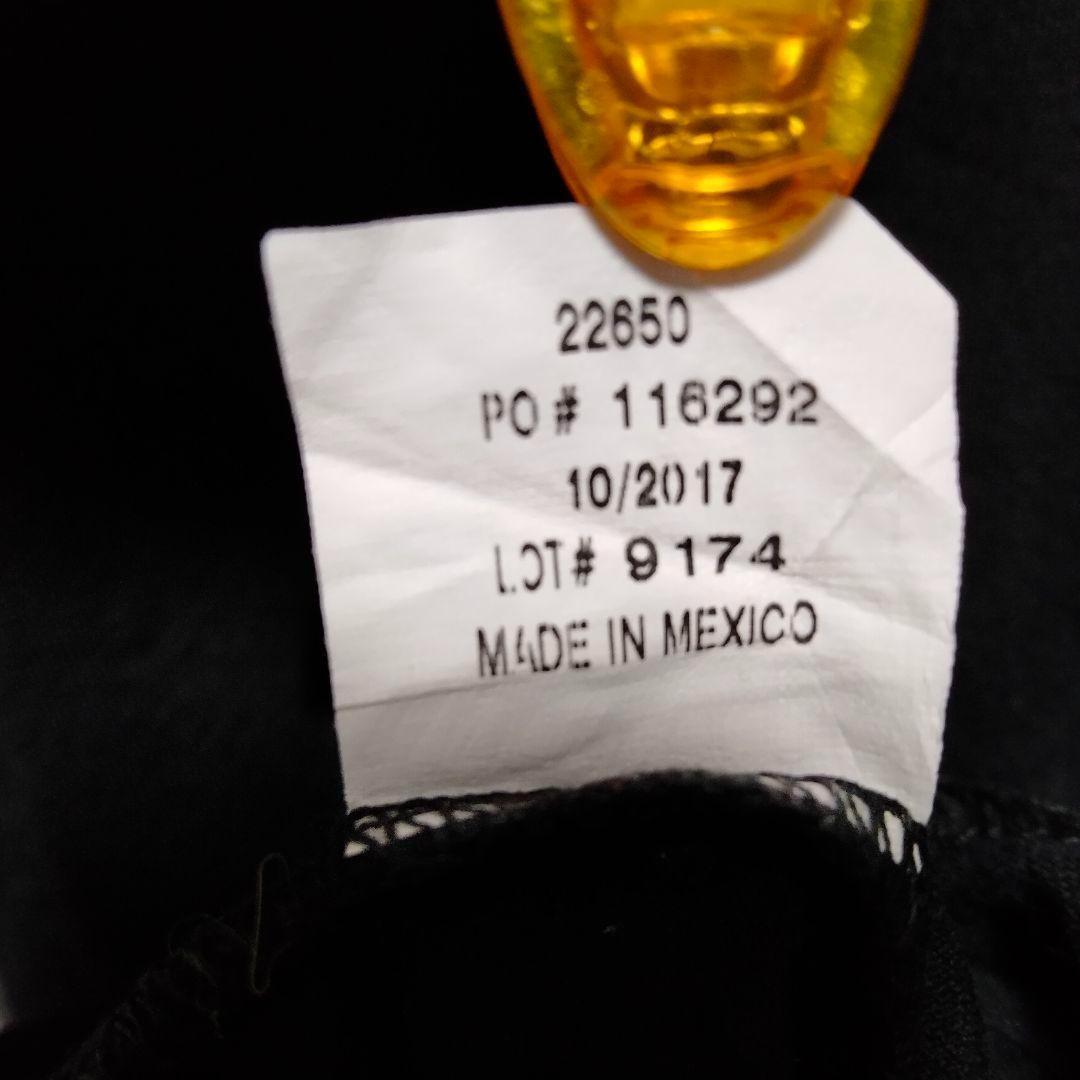 22650
PO # 116292
10/2017
LOT# 9174
MADE IN MEXICO